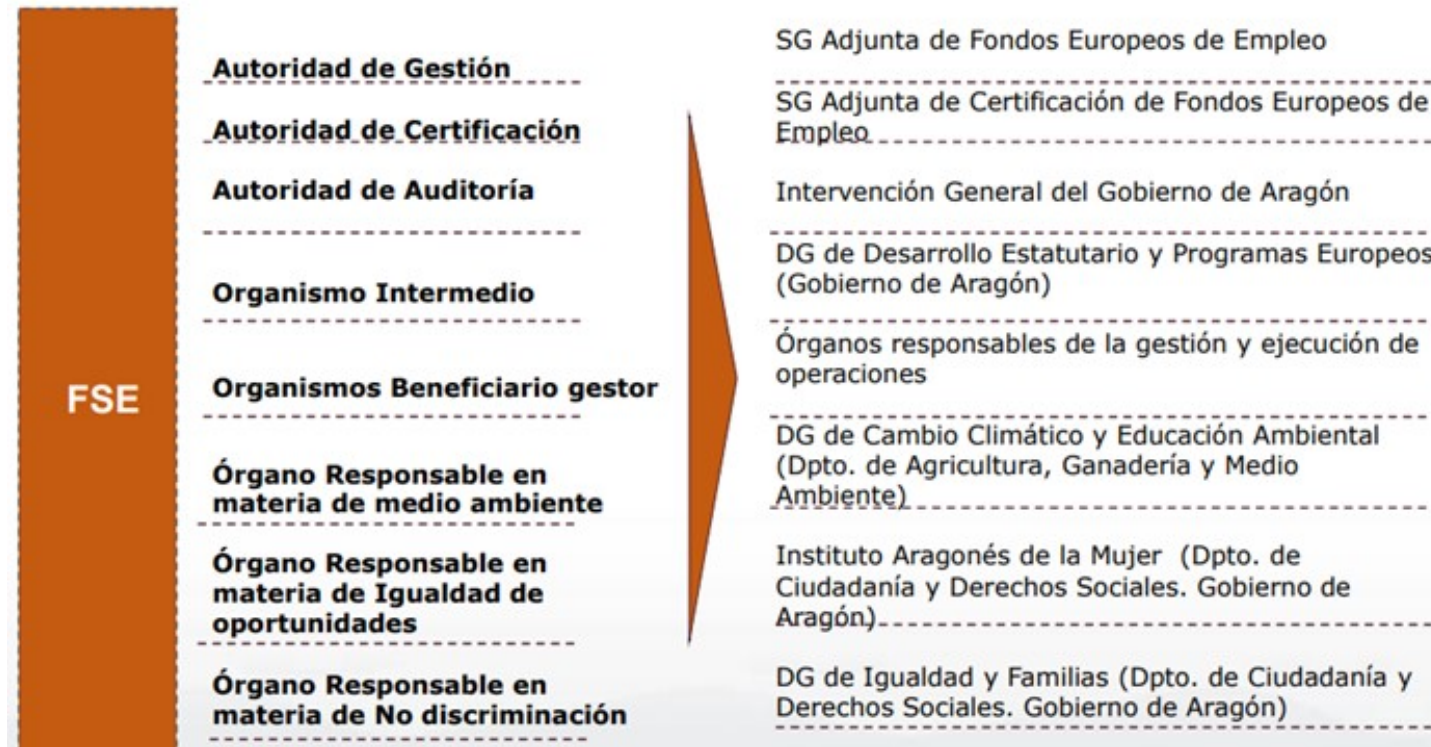 FSE
Autoridad de Gestión
SG Adjunta de Fondos Europeos de Empleo
Autoridad de Certificación
SG Adjunta de Certificación de Fondos Europeos de
Empleo
Autoridad de Auditoría
Intervención General del Gobierno de Aragón
Organismo Intermedio
DG de Desarrollo Estatutario y Programas Europeos
(Gobierno de Aragón)
Organismos Beneficiario gestor
Órganos responsables de la gestión y ejecución de
operaciones
Órgano Responsable en
materia de medio ambiente
DG de Cambio Climático y Educación Ambiental
(Dpto. de Agricultura, Ganadería y Medio
Ambiente)
Órgano Responsable en
materia de Igualdad de
oportunidades
Instituto Aragonés de la Mujer (Dpto. de
Ciudadanía y Derechos Sociales. Gobierno de
Aragón)
Órgano Responsable en
materia de No discriminación
DG de Igualdad y Familias (Dpto. de Ciudadanía y
Derechos Sociales. Gobierno de Aragón)